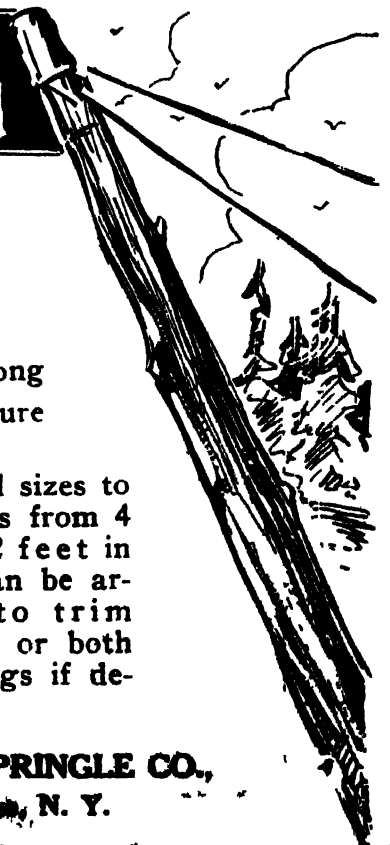 ong
ure
sizes to
s from 4
feet in
an be ar-
to trim
or both
gs if de-
PRINGLE CO.,
N. Y.